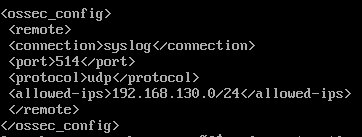 <ossec_config>
<remote>
<connection>syslog</connection>
<port>514</port>
<protocol>udp</protocol>
<allowed-ips>192.168.130.0/24</allowed-ips>
</remote>
</ossec_config>